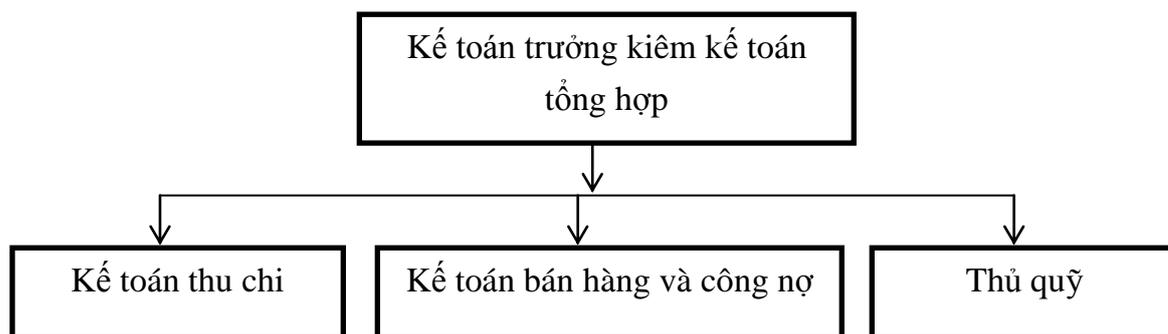 Kế toán trưởng kiêm kế toán
tổng hợp
Kế toán thu chi
Kế toán bán hàng và công nợ
Thủ quỹ